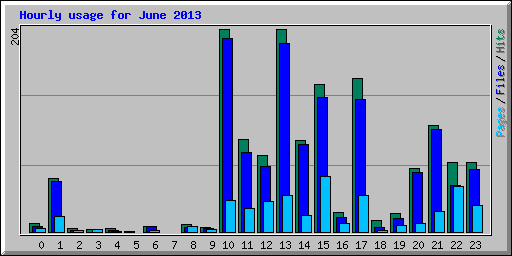 Hourly usage for June 2013
204
Pages/Files/Hits
0 1 2 3 4 5 6 7 8 9 10 11 12 13 14 15 16 17 18 19 20 21 22 23